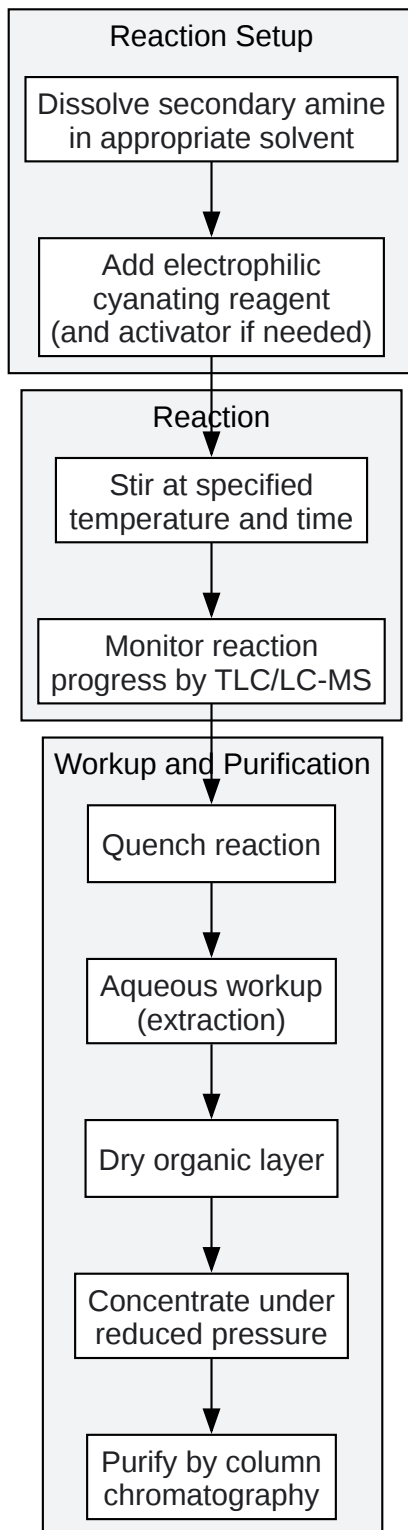 Reaction Setup
Dissolve secondary amine
in appropriate solvent
Add electrophilic
cyanating reagent
(and activator if needed)
Reaction
Stir at specified
temperature and time
Monitor reaction
progress by TLC/LC-MS
Workup and Purification
Quench reaction
Aqueous workup
(extraction)
Dry organic layer
Concentrate under
reduced pressure
Purify by column
chromatography